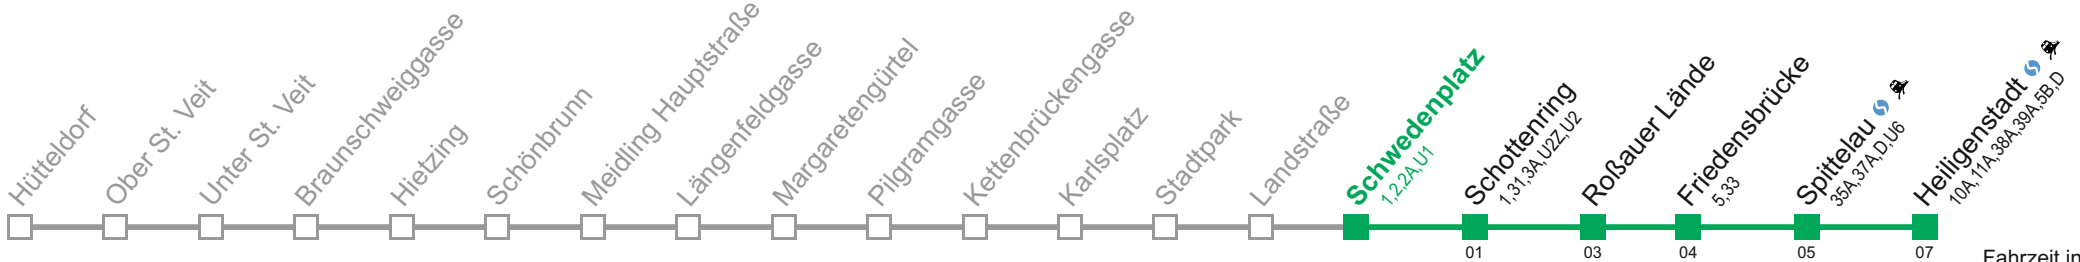 Hütteldorf
Ober St. Veit
Unter St. Veit
Braunschweiggasse
Hietzing
Schönbrunn
Meidling Hauptstraße
Längenfeldgasse
Margaretengürtel
Pilgramgasse
Kettenbrückengasse
Karlsplatz
Stadtpark
Landstraße
Schwedenplatz
1,2,2A,U1
Schottenring
1,31,3A,U2Z,U2
Roßauer Lände
Friedensbrücke
5,33
Spittelau
35A,37A,D,U6
Heiligenstadt
10A,11A,38A,39A,5B,D
01
03
04
05
07
Fahrzeit in